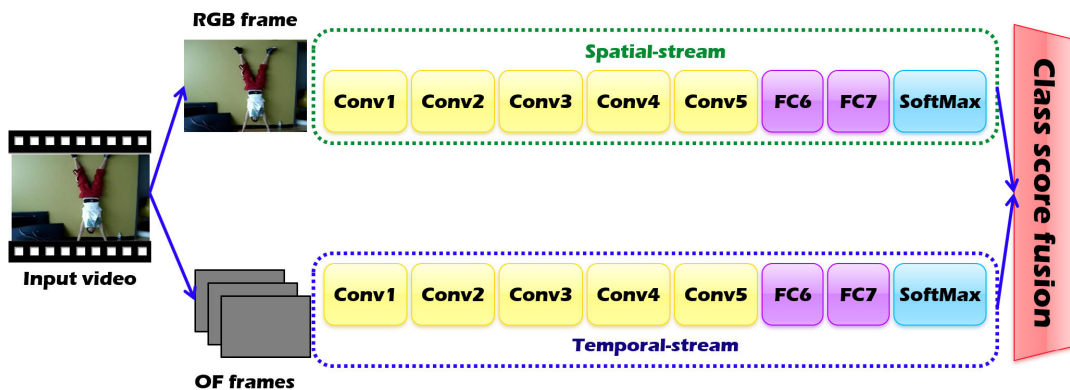 RGB frame
Spatial-stream
Conv1 Conv2 Conv3 Conv4 Conv5 FC6 FC7 SoftMax
Input video
Conv1 Conv2 Conv3 Conv4 Conv5 FC6 FC7 SoftMax
Temporal-stream
OF frames
Class score fusion